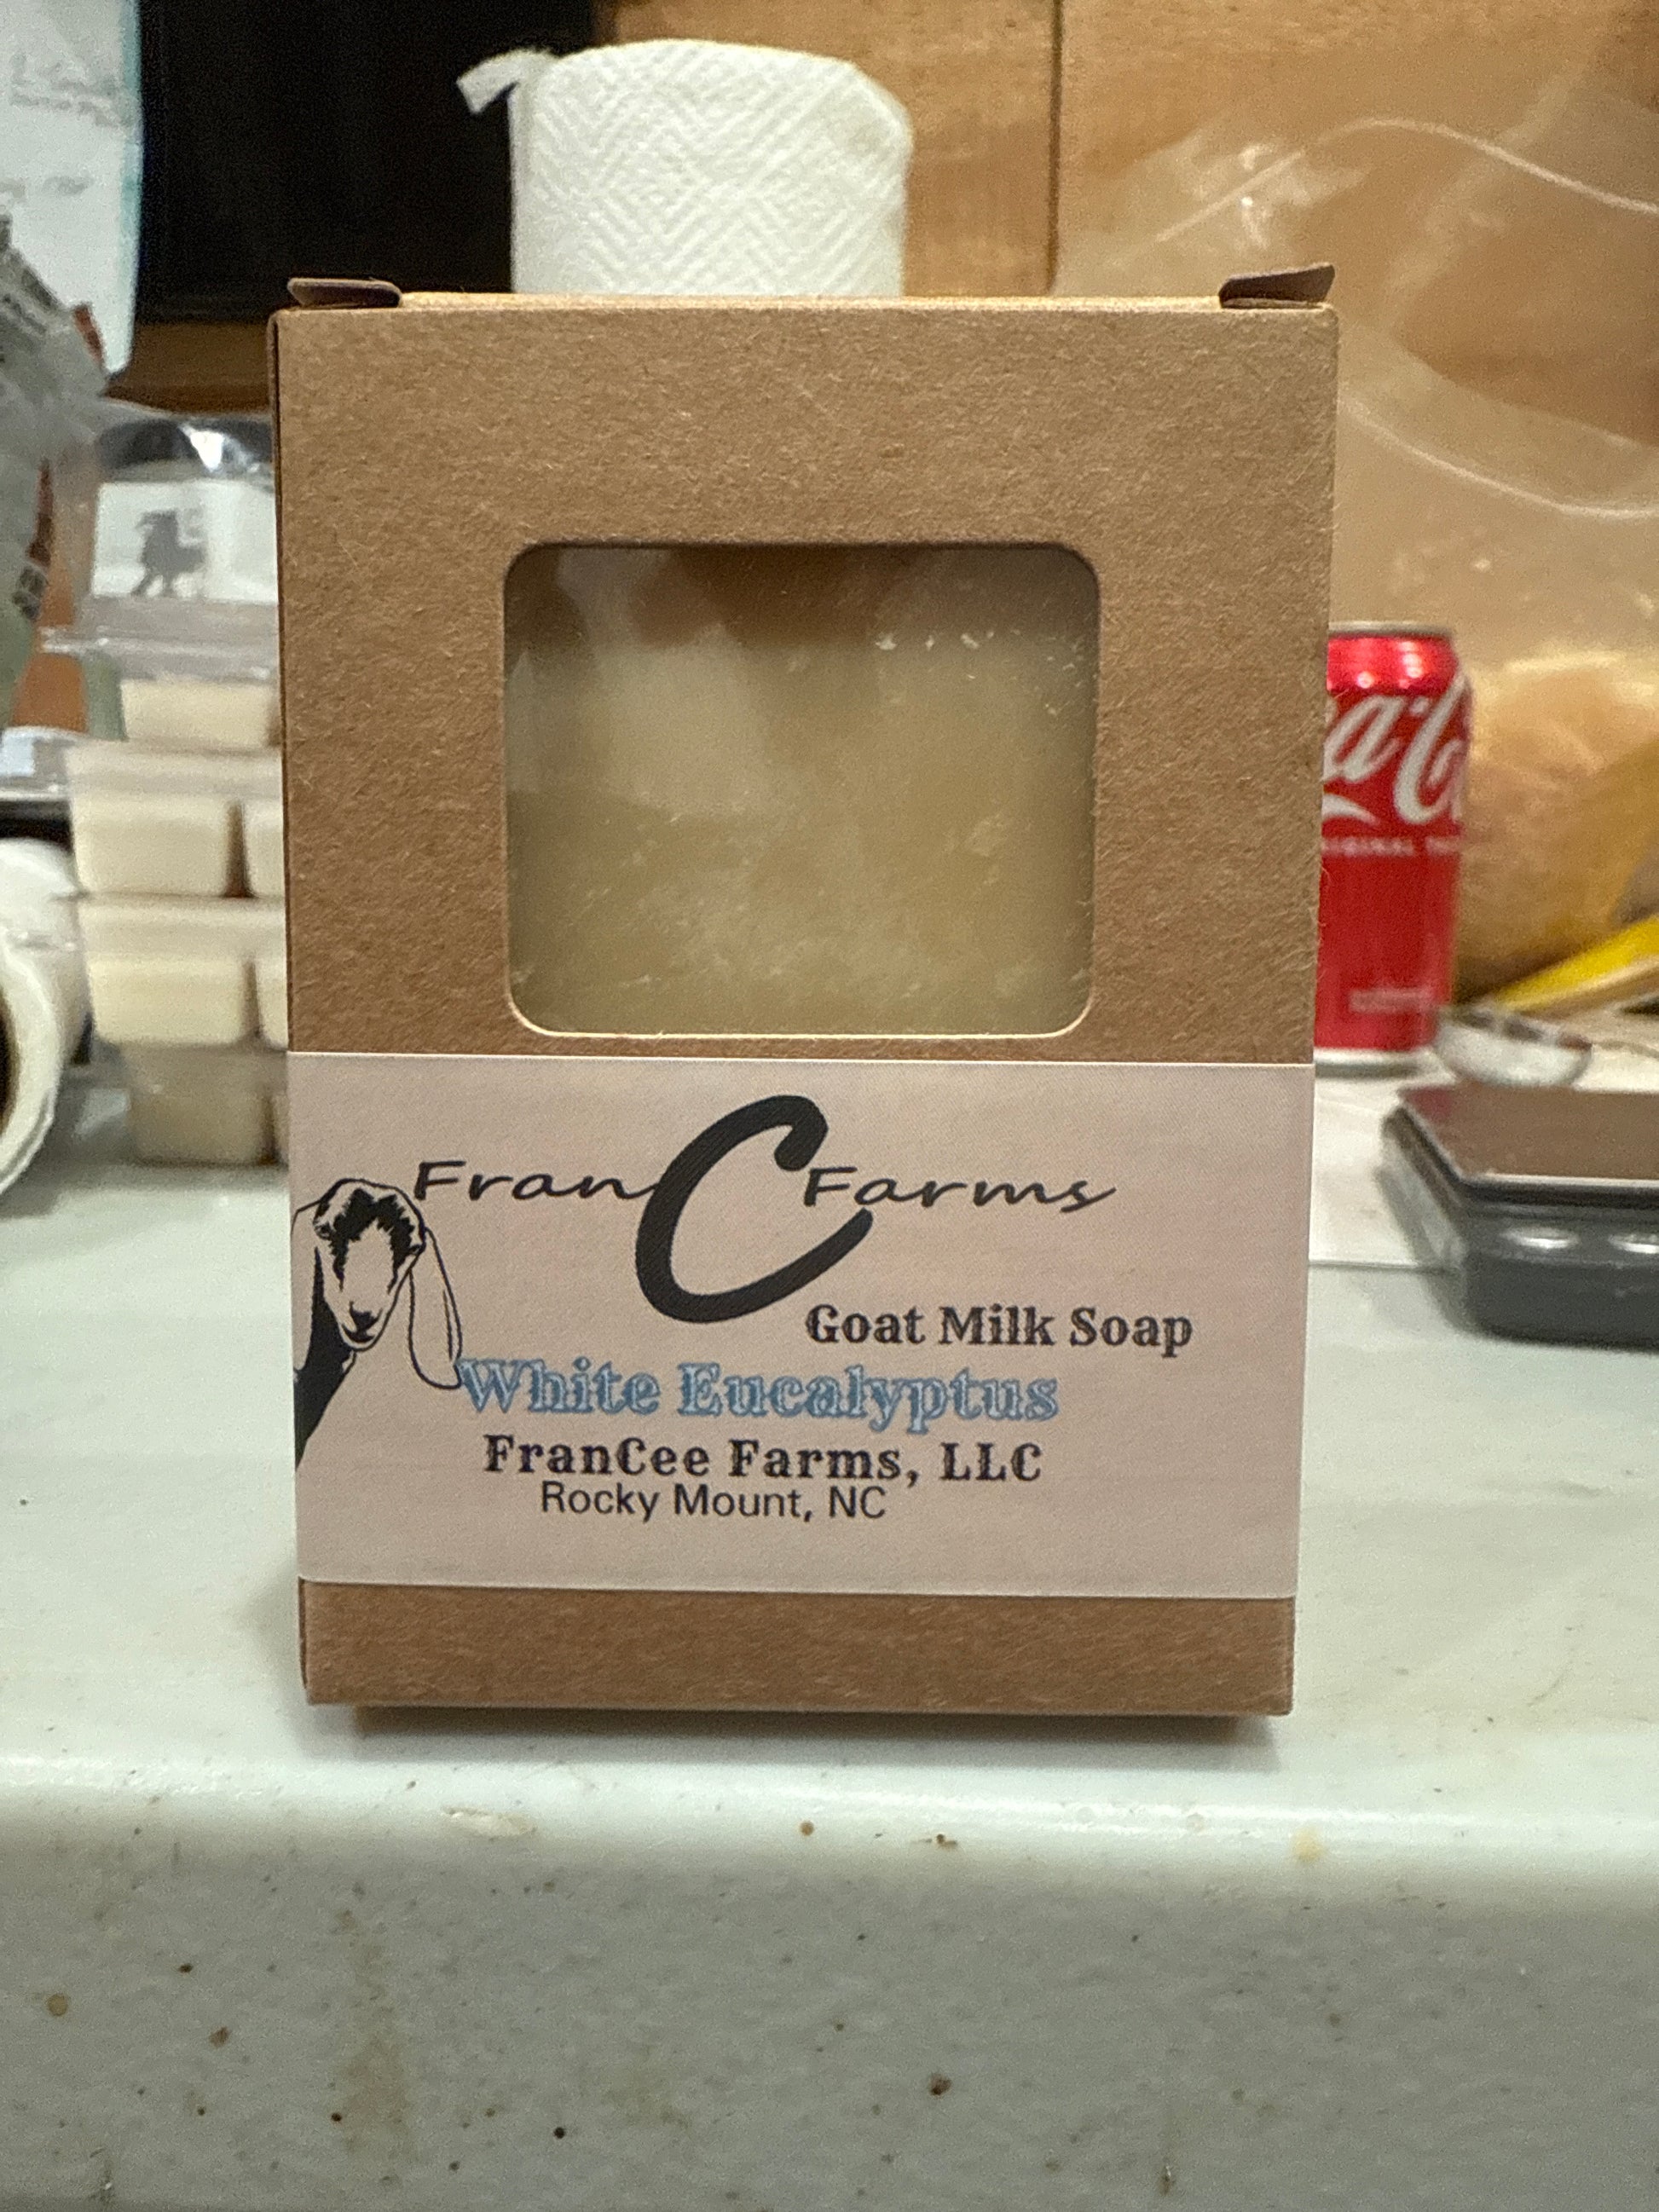 Fran C Farms
Goat Milk Soap
White Eucalyptus
FranCee Farms, LLC
Rocky Mount, NC
a-C